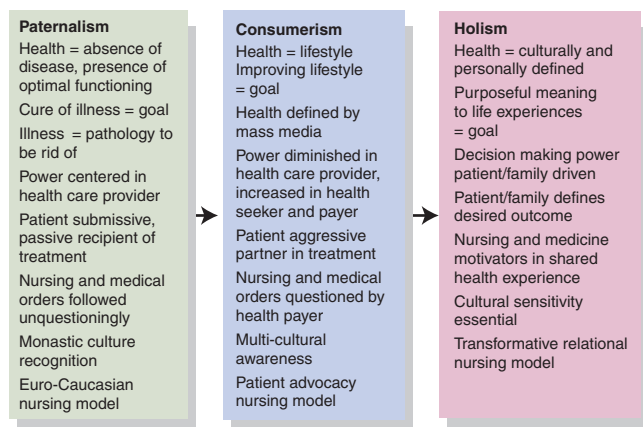 Paternalism
Health = absence of
disease, presence of
optimal functioning
Cure of illness = goal
Illness = pathology to
be rid of
Power centered in
health care provider
Patient submissive,
passive recipient of
treatment
Nursing and medical
orders followed
unquestioningly
Monastic culture
recognition
Euro-Caucasian
nursing model
Consumerism
Health = lifestyle
Improving lifestyle
= goal
Health defined by
mass media
Power diminished in
health care provider,
increased in health
seeker and payer
Patient aggressive
partner in treatment
Nursing and medical
orders questioned by
health payer
Multi-cultural
awareness
Patient advocacy
nursing model
Holism
Health = culturally and
personally defined
Purposeful meaning
to life experiences
= goal
Decision making power
patient/family driven
Patient/family defines
desired outcome
Nursing and medicine
motivators in shared
health experience
Cultural sensitivity
essential
Transformative relational
nursing model